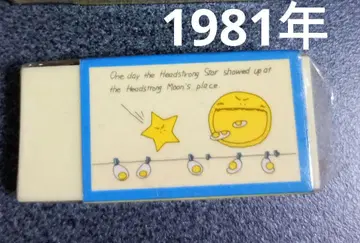 1981年
One day the Headstrong Star showed up at
the Headstrong Moon's place.